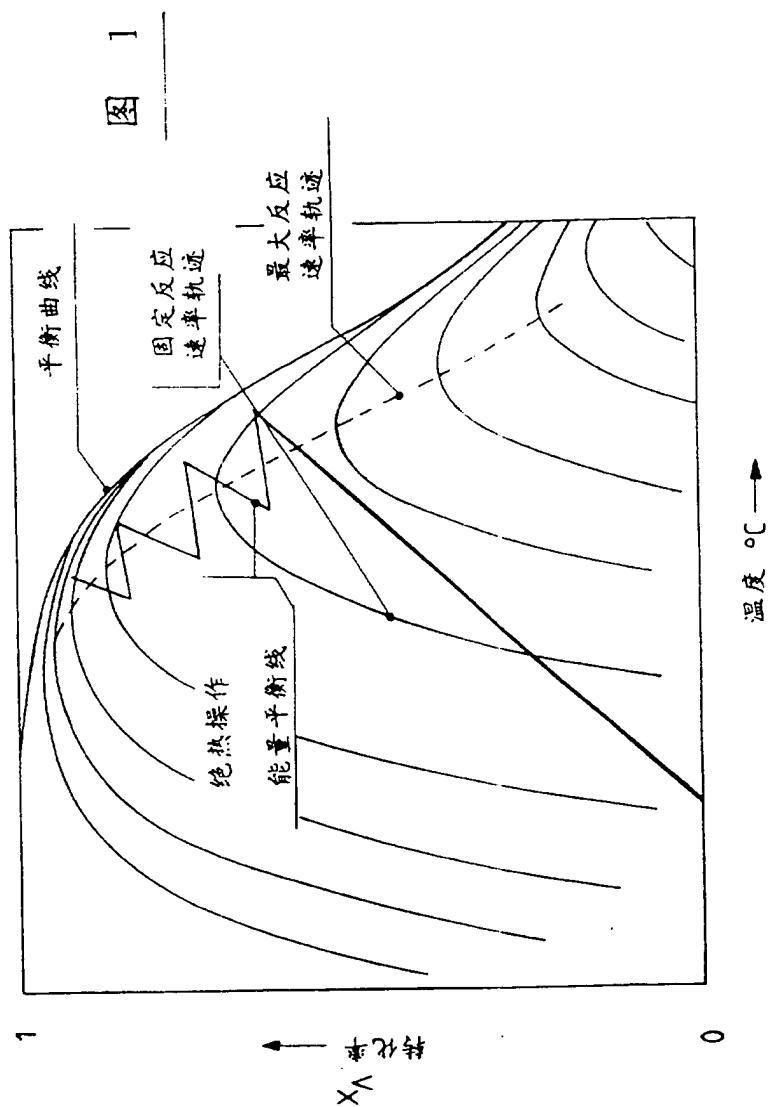 图 1
平衡曲线
固定反应
速率轨迹
最大反应
速率轨迹
绝热操作
能量平衡线
1
转化率
X_A
0
温度 °C